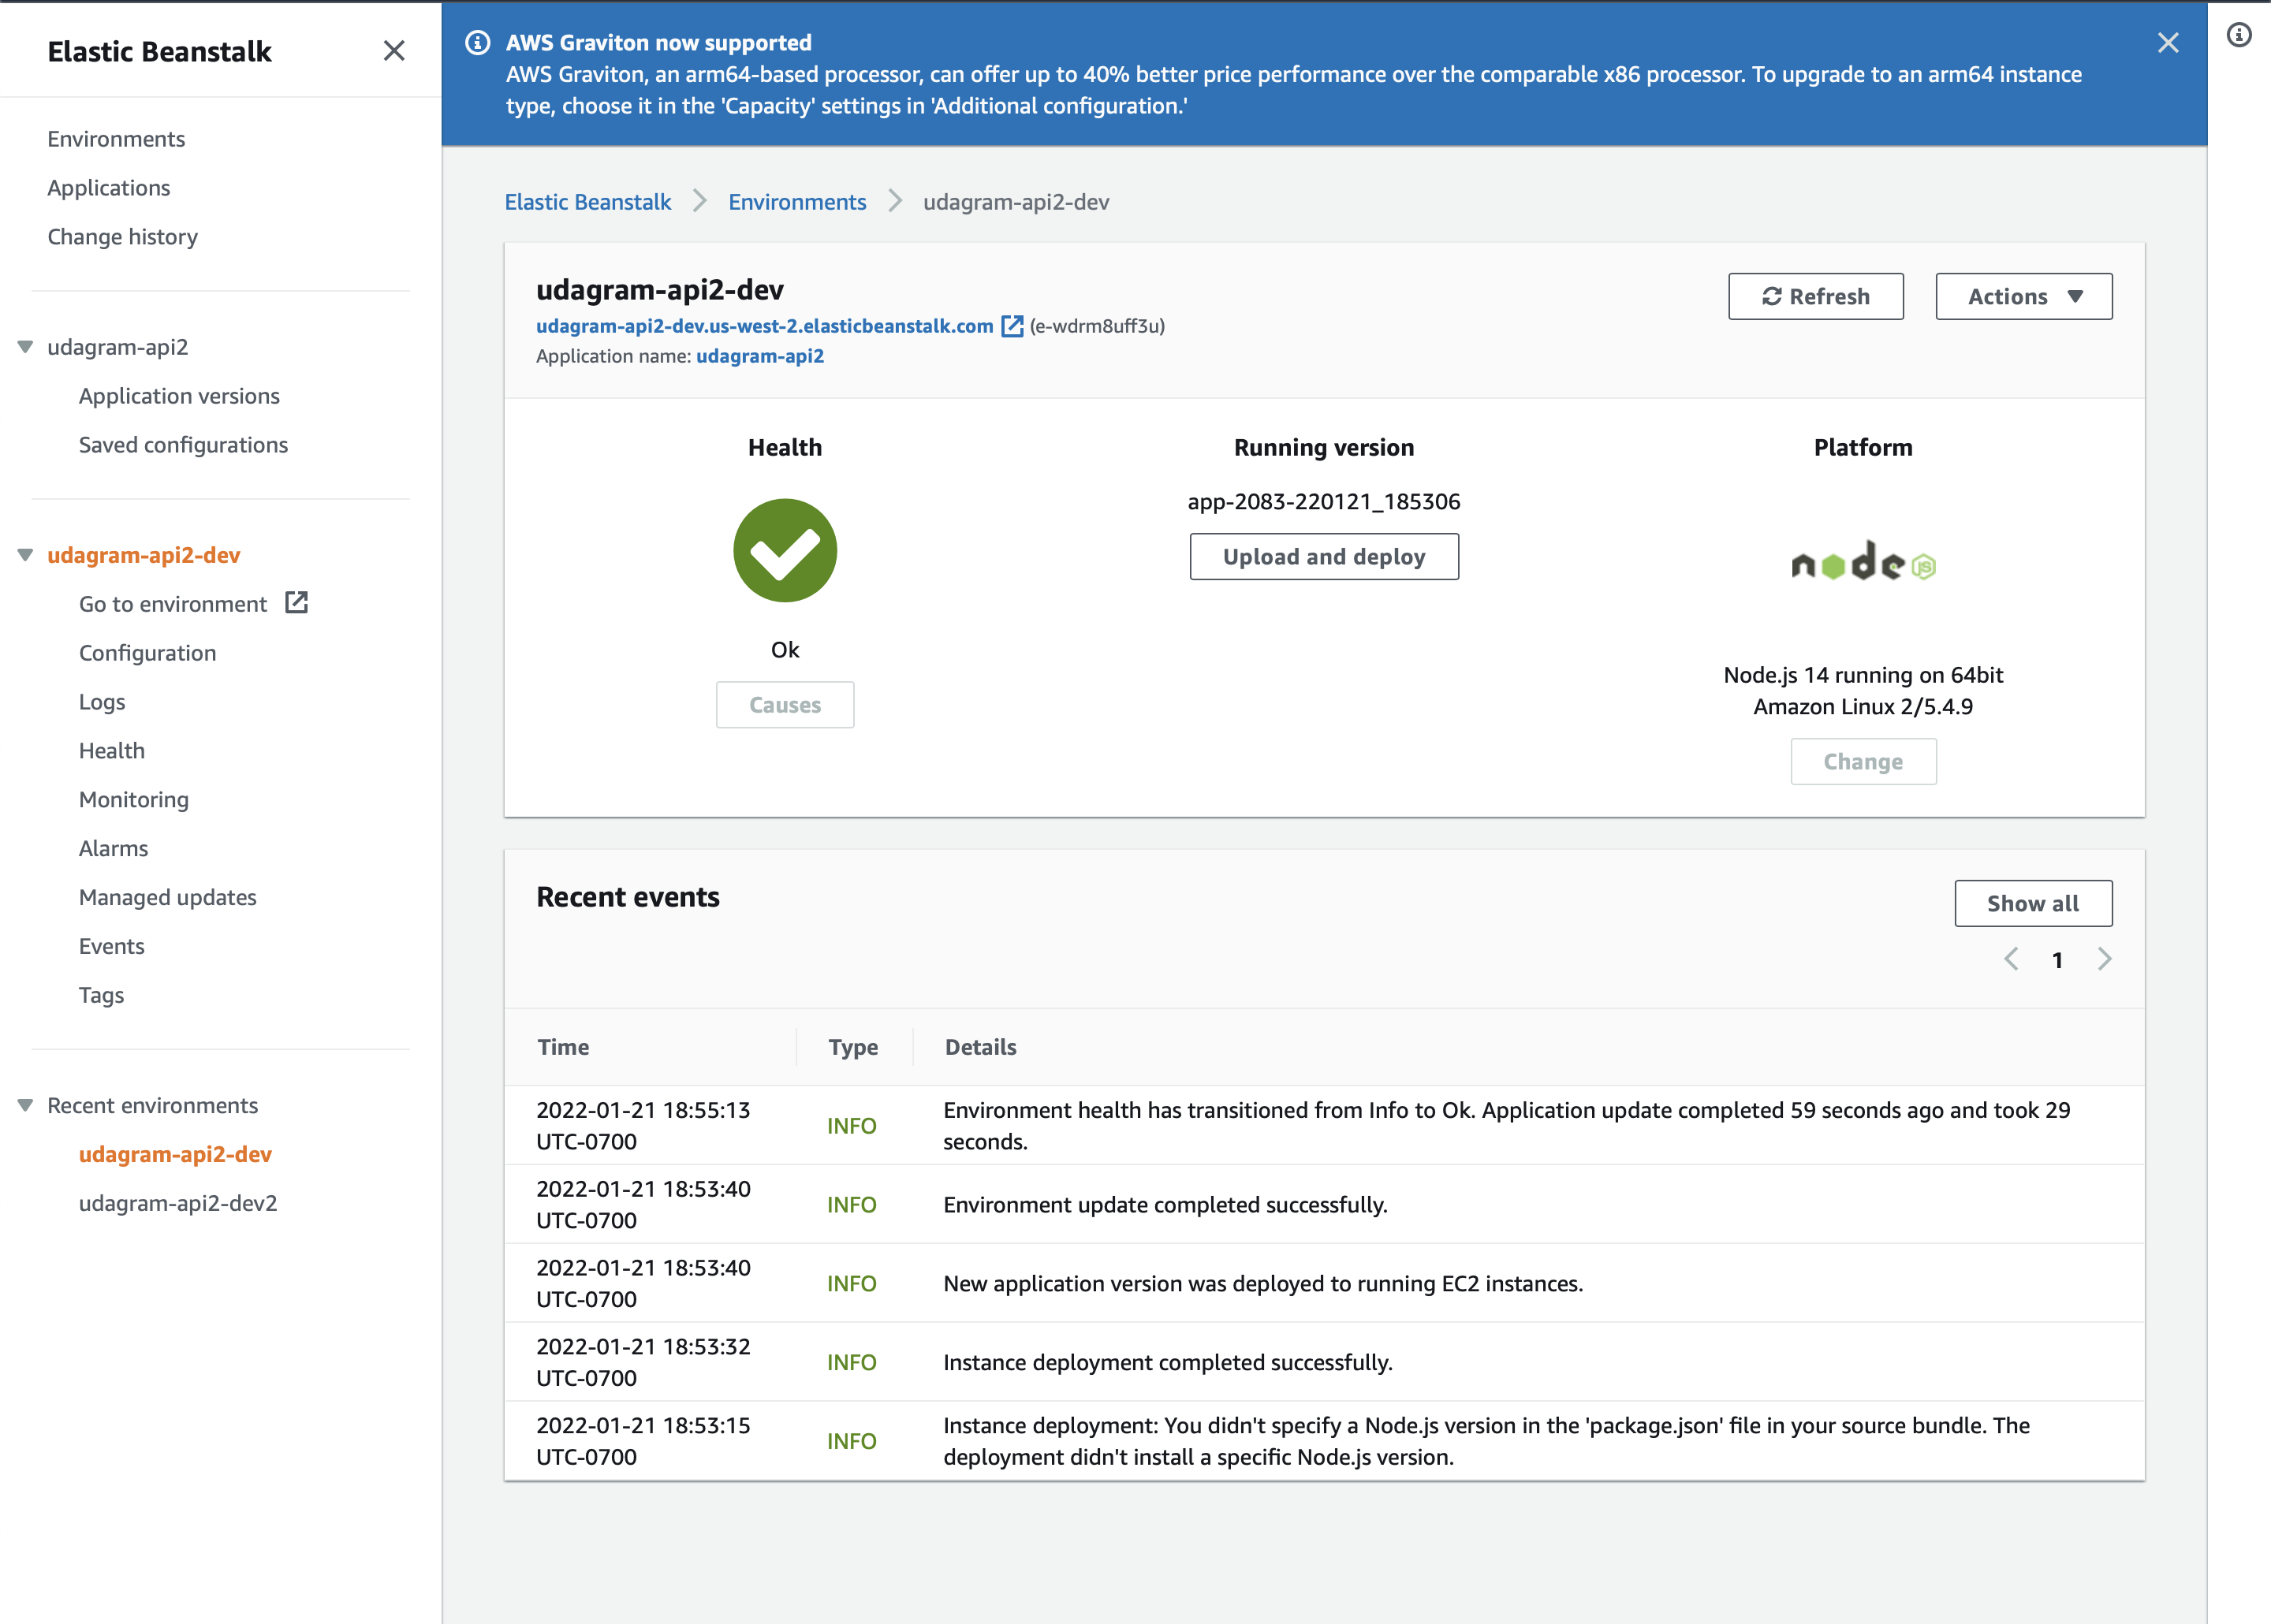 Elastic Beanstalk
Environments
Applications
Change history
udagram-api2
Application versions
Saved configurations
udagram-api2-dev
Go to environment
Configuration
Logs
Health
Monitoring
Alarms
Managed updates
Events
Tags
Recent environments
udagram-api2-dev
udagram-api2-dev2
AWS Graviton now supported
AWS Graviton, an arm64-based processor, can offer up to 40% better price performance over the comparable x86 processor. To upgrade to an arm64 instance
type, choose it in the 'Capacity' settings in 'Additional configuration.'
Elastic Beanstalk > Environments > udagram-api2-dev
udagram-api2-dev
Refresh
Actions
udagram-api2-dev.us-west-2.elasticbeanstalk.com (e-wdrm8uff3u)
Application name: udagram-api2
Health
Ok
Causes
Running version
app-2083-220121_185306
Upload and deploy
Platform
node JS
Node.js 14 running on 64bit
Amazon Linux 2/5.4.9
Change
Recent events
Show all
1
Time Type Details
2022-01-21 18:55:13
UTC-0700
INFO
Environment health has transitioned from Info to Ok. Application update completed 59 seconds ago and took 29
seconds.
2022-01-21 18:53:40
UTC-0700
INFO
Environment update completed successfully.
2022-01-21 18:53:40
UTC-0700
INFO
New application version was deployed to running EC2 instances.
2022-01-21 18:53:32
UTC-0700
INFO
Instance deployment completed successfully.
2022-01-21 18:53:15
UTC-0700
INFO
Instance deployment: You didn't specify a Node.js version in the 'package.json' file in your source bundle. The
deployment didn't install a specific Node.js version.